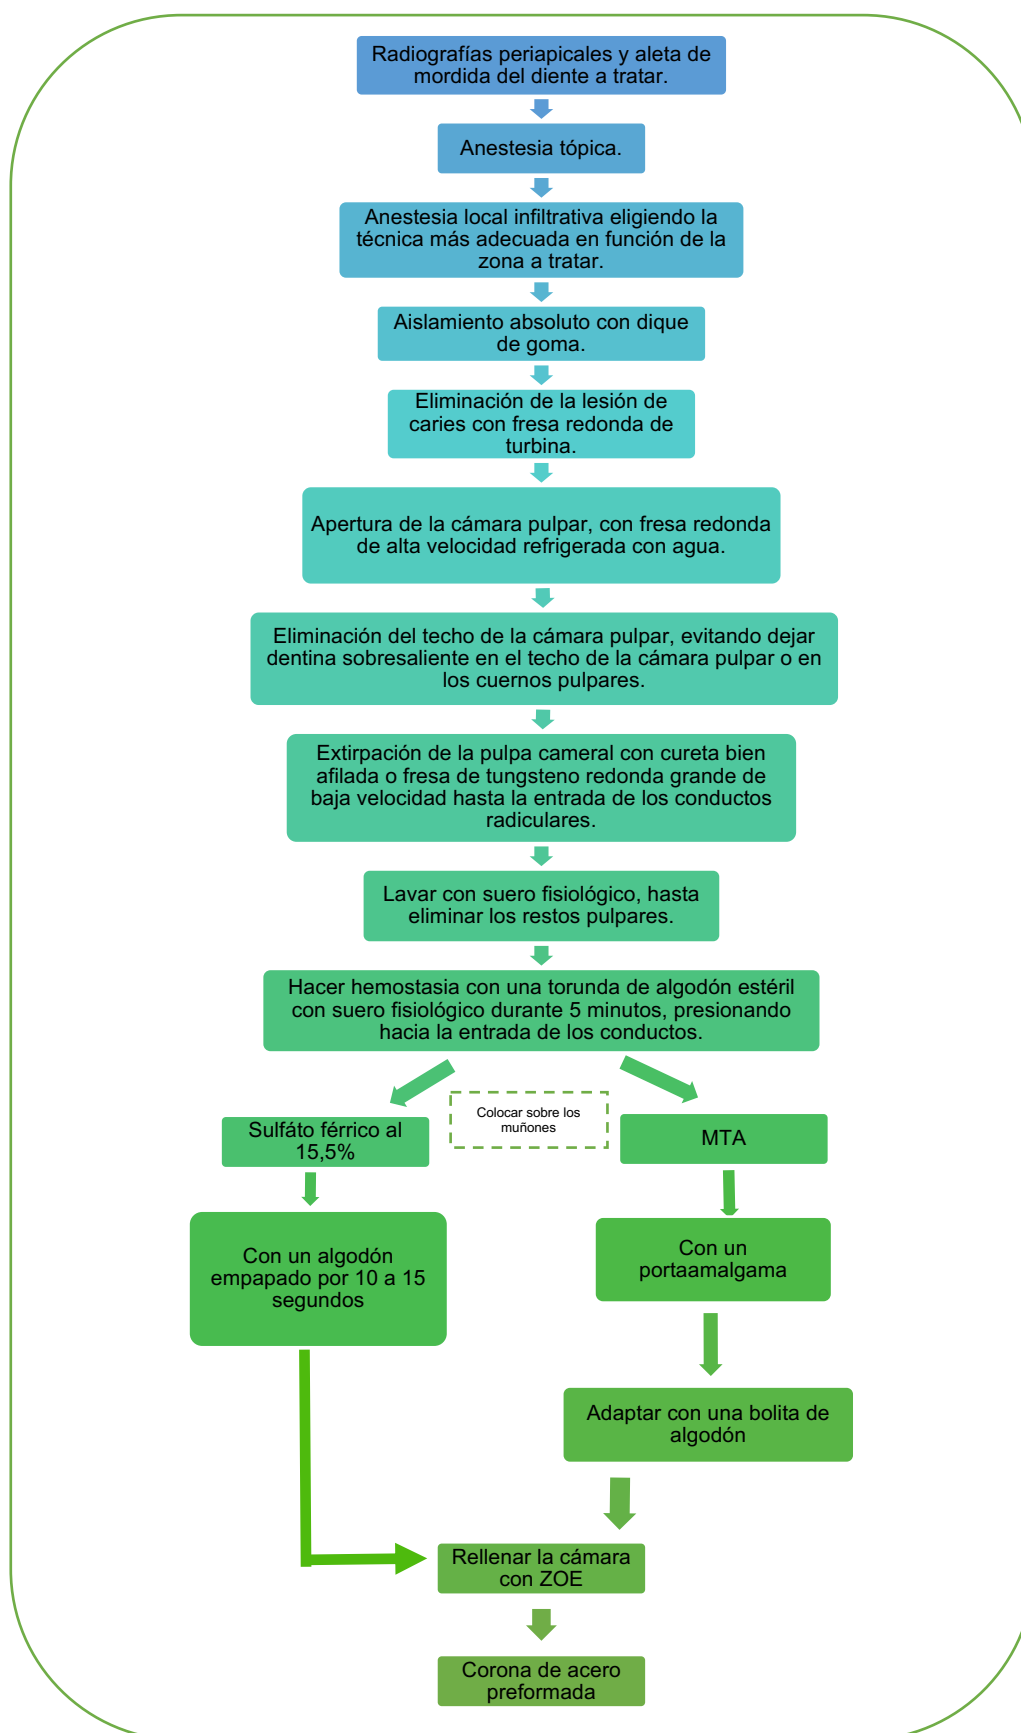 Radiografías periapicales y aleta de
mordida del diente a tratar.
Anestesia tópica.
Anestesia local infiltrativa eligiendo la
técnica más adecuada en función de la
zona a tratar.
Aislamiento absoluto con dique
de goma.
Eliminación de la lesión de
caries con fresa redonda de
turbina.
Apertura de la cámara pulpar, con fresa redonda
de alta velocidad refrigerada con agua.
Eliminación del techo de la cámara pulpar, evitando dejar
dentina sobresaliente en el techo de la cámara pulpar o en
los cuernos pulpares.
Extirpación de la pulpa cameral con cureta bien
afilada o fresa de tungsteno redonda grande de
baja velocidad hasta la entrada de los conductos
radiculares.
Lavar con suero fisiológico, hasta
eliminar los restos pulpares.
Hacer hemostasia con una torunda de algodón estéril
con suero fisiológico durante 5 minutos, presionando
hacia la entrada de los conductos.
Colocar sobre los
muñones
Sulfáto férrico al
15,5%
MTA
Con un algodón
empapado por 10 a 15
segundos
Con un
portaamalgama
Adaptar con una bolita de
algodón
Rellenar la cámara
con ZOE
Corona de acero
preformada